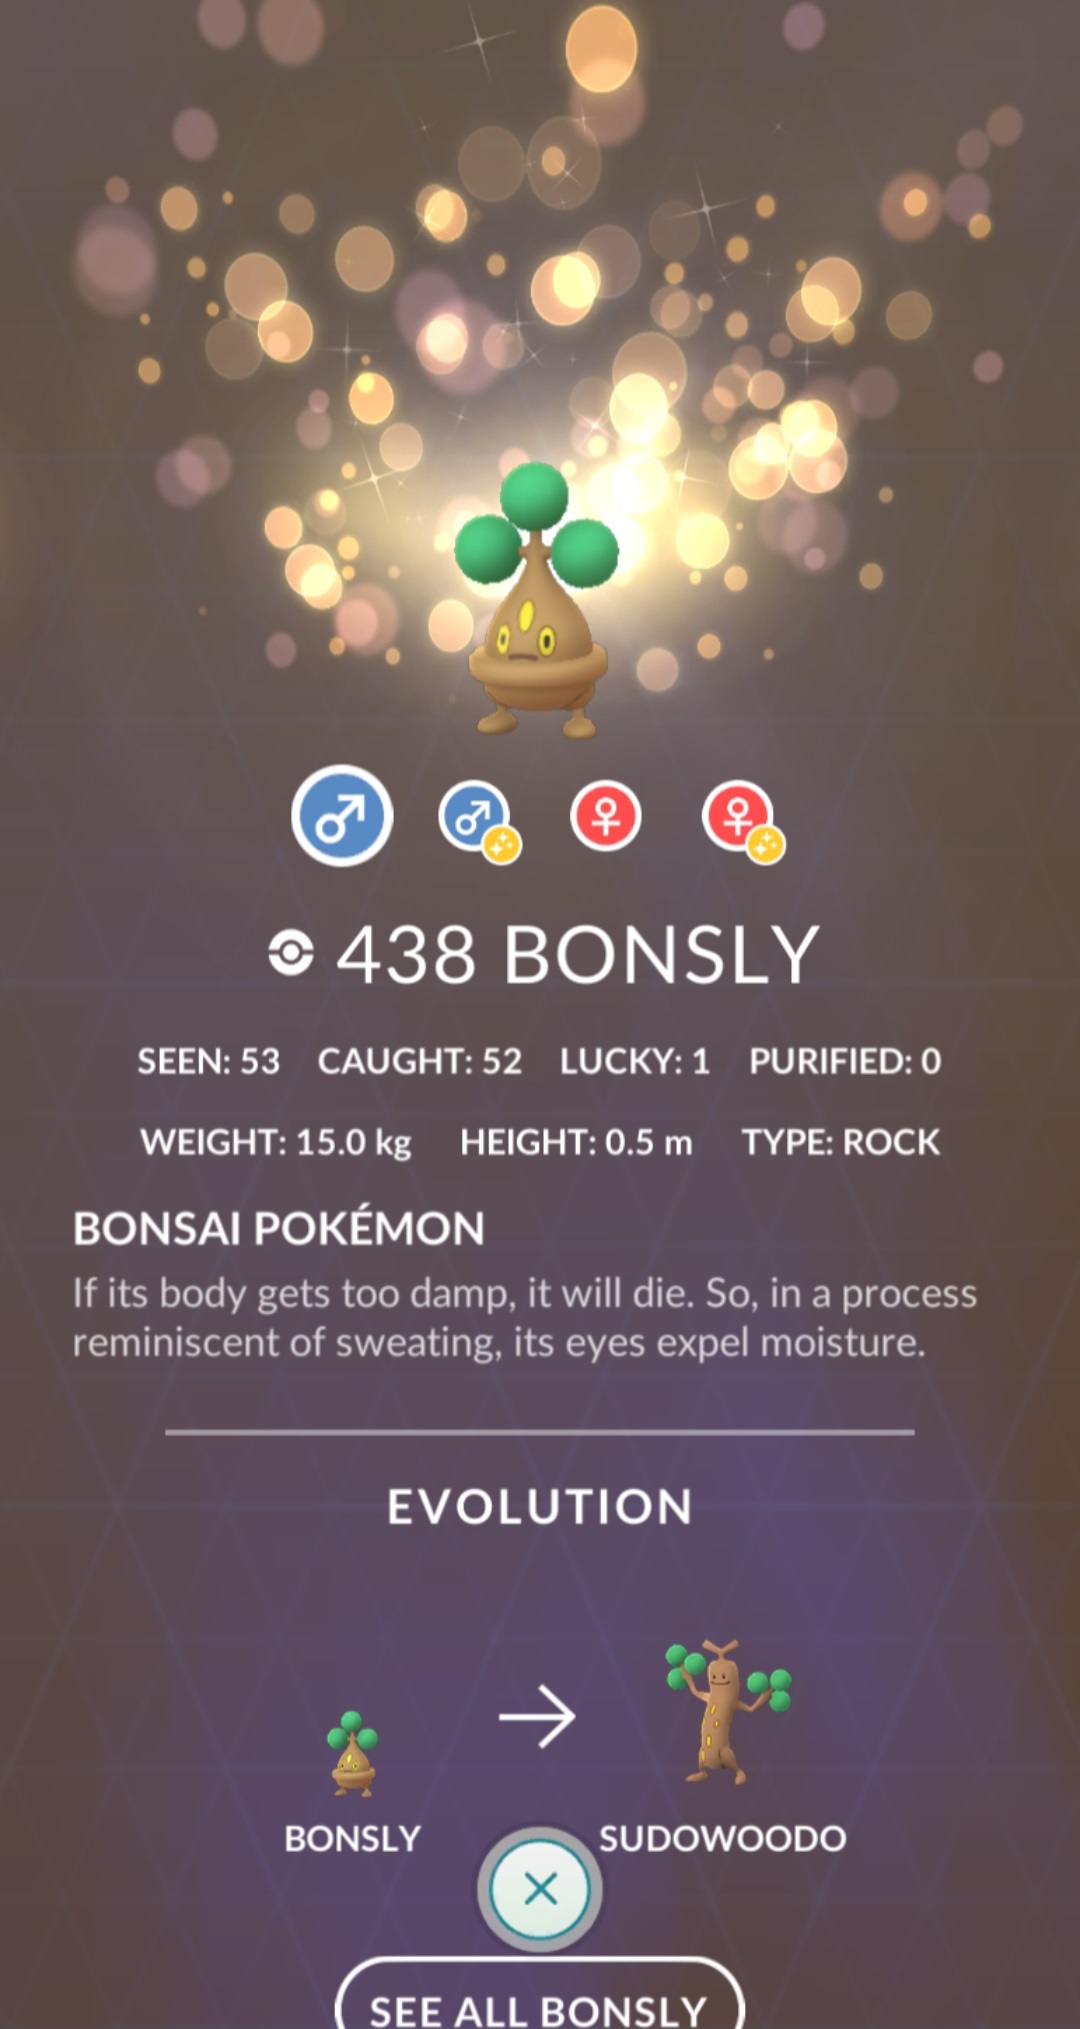 438 BONSLY
SEEN: 53 CAUGHT: 52 LUCKY: 1 PURIFIED: 0
WEIGHT: 15.0 kg HEIGHT: 0.5 m TYPE: ROCK
BONSAI POKÉMON
If its body gets too damp, it will die. So, in a process
reminiscent of sweating, its eyes expel moisture.
EVOLUTION
BONSLY SUDOWOODO
SEE ALL BONSLY